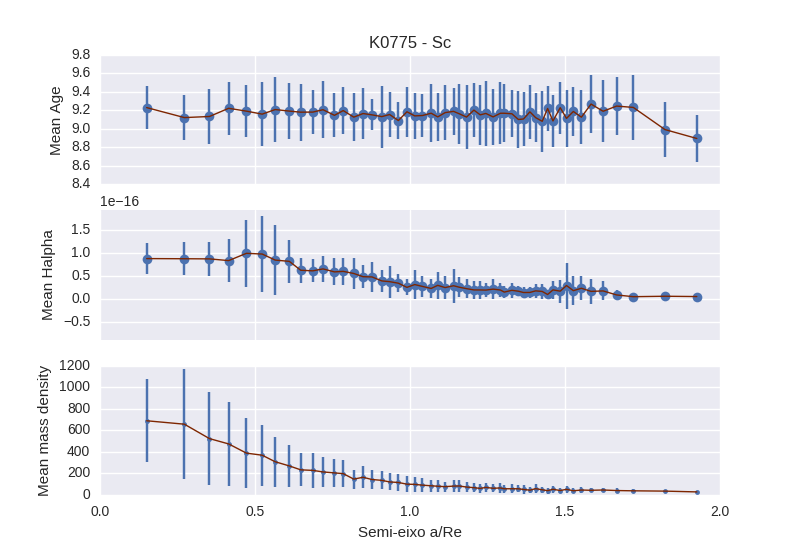 K0775 - Sc
9.8
9.6
9.4
9.2
9.0
8.8
8.6
8.4
Mean Age
1e−16
1.5
1.0
0.5
0.0
−0.5
Mean Halpha
1200
1000
800
600
400
200
0
Mean mass density
0.0 0.5 1.0 1.5 2.0
Semi-eixo a/Re